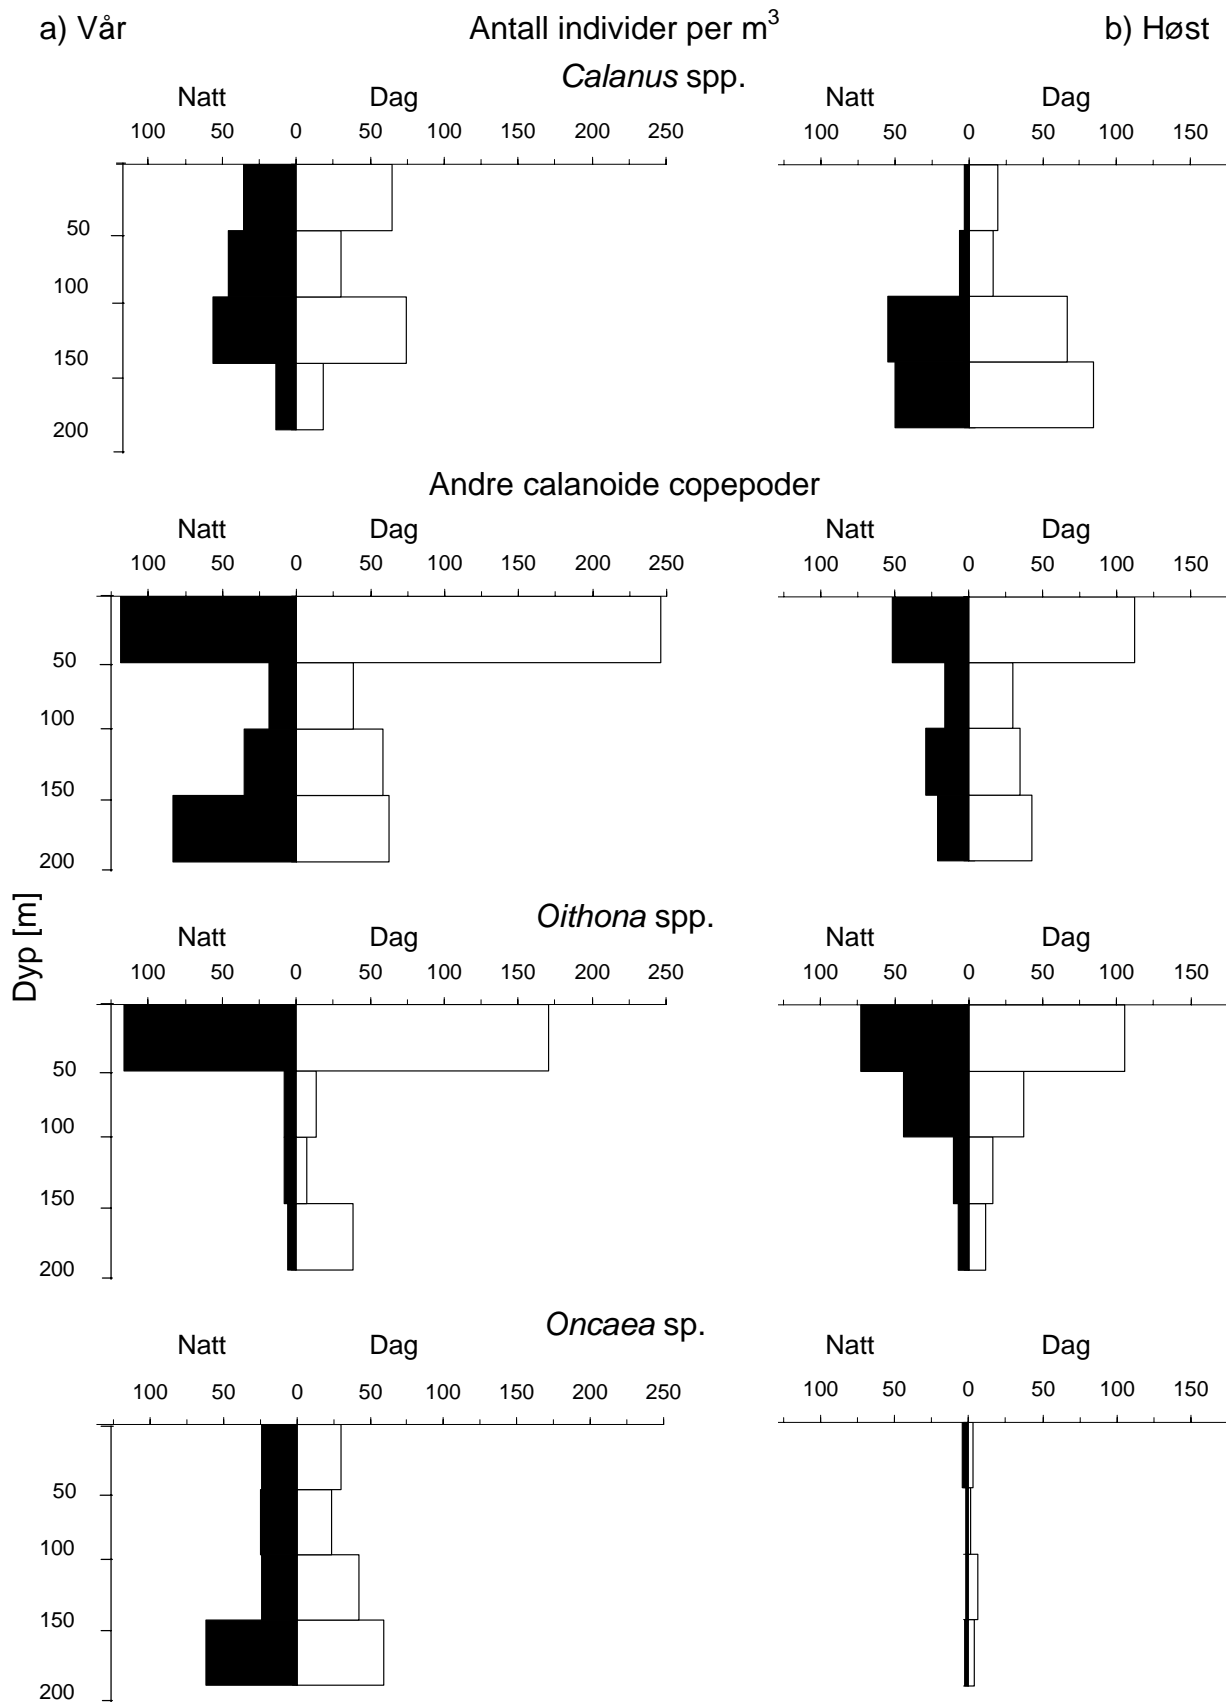 a) Vår Antall individer per m³ b) Høst
Calanus spp.
Natt Dag Natt Dag
100 50 0 50 100 150 200 250 100 50 0 50 100 150
50
100
150
200
Andre calanoide copepoder
Natt Dag Natt Dag
100 50 0 50 100 150 200 250 100 50 0 50 100 150
50
100
150
200
Dyp [m]
Oithona spp.
Natt Dag Natt Dag
100 50 0 50 100 150 200 250 100 50 0 50 100 150
50
100
150
200
Oncaea sp.
Natt Dag Natt Dag
100 50 0 50 100 150 200 250 100 50 0 50 100 150
50
100
150
200